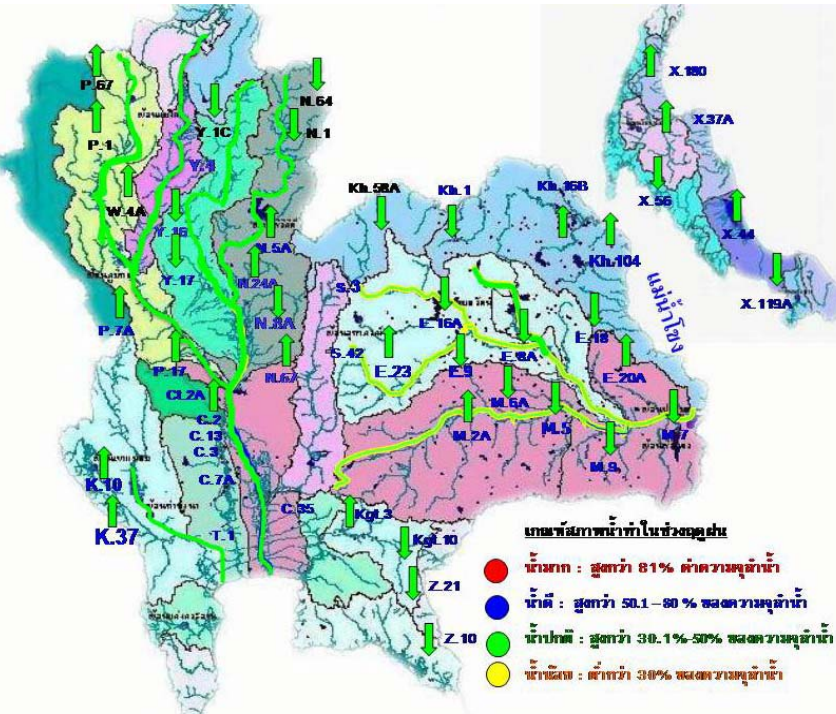 P.67
P.1
W.4A
Y.1C
N.64
N.1
Y.4
Y.16
Y.17
N.5A
N.24A
N.8A
N.67
P.7A
P.17
Ct.2A
C.2
C.13
C.3
C.7A
C.35
T.1
K.10
K.37
Kh.58A
Kh.1
Kh.16B
Kh.104
แม่น้ำโขง
S.3
S.42
E.16A
E.23
E.9
E.8A
E.18
E.20A
M.6A
M.2A
M.5
M.9
M.7
Kgt.3
Kgt.10
Z.21
Z.10
X.180
X.37A
X.56
X.44
X.119A
เกณฑ์สภาพน้ำท่าในช่วงฤดูฝน
น้ำมาก : สูงกว่า 81% ค่าความจุลำน้ำ
น้ำดี : สูงกว่า 50.1 – 80 % ของความจุลำน้ำ
น้ำปกติ : สูงกว่า 30.1%-50% ของความจุลำน้ำ
น้ำน้อย : ต่ำกว่า 30% ของความจุลำน้ำ